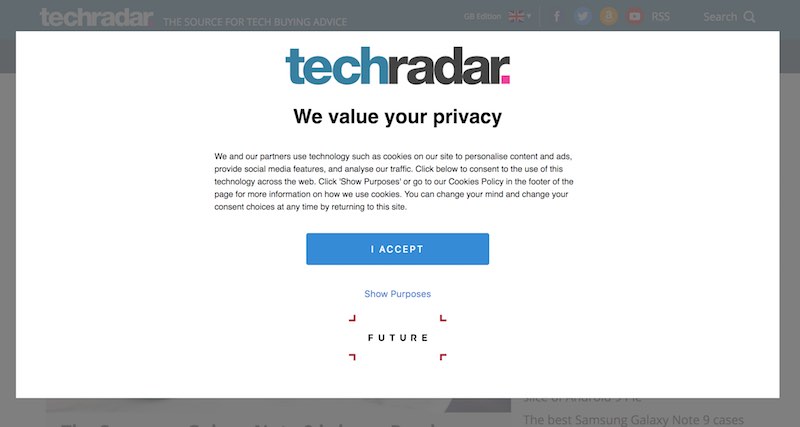 techradar THE SOURCE FOR TECH BUYING ADVICE GB Edition RSS Search
techradar.
We value your privacy
We and our partners use technology such as cookies on our site to personalise content and ads,
provide social media features, and analyse our traffic. Click below to consent to the use of this
technology across the web. Click 'Show Purposes' or go to our Cookies Policy in the footer of the
page for more information on how we use cookies. You can change your mind and change your
consent choices at any time by returning to this site.
I ACCEPT
Show Purposes
FUTURE
slice of Android 9 Pie
The best Samsung Galaxy Note 9 cases